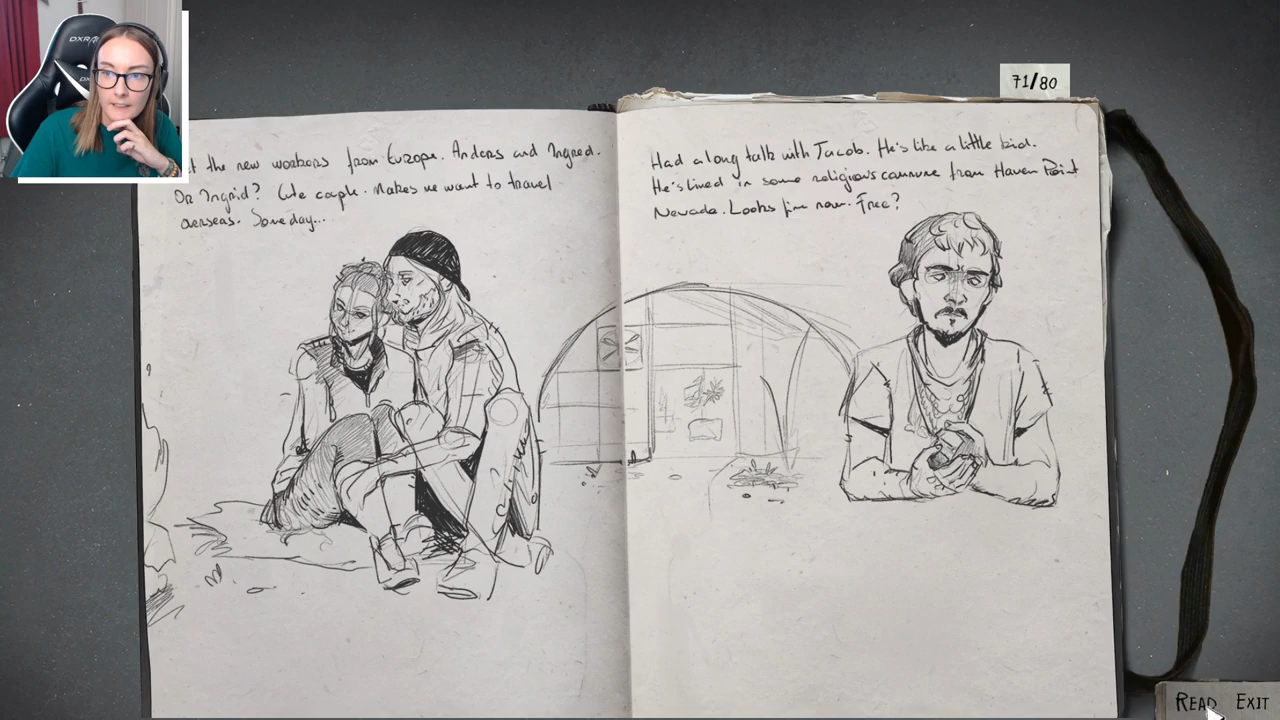 DXRA
DX
71/80
t the new workers from Europe. Anders and Ingred.
Or Ingrid? Cute couple. Makes me want to travel
overseas. Someday...
Had a long talk with Jacob. He's like a little kid.
He's lived in some religious commune from Haven Point
Nevada. Looks fine now. Free?
READ EXIT